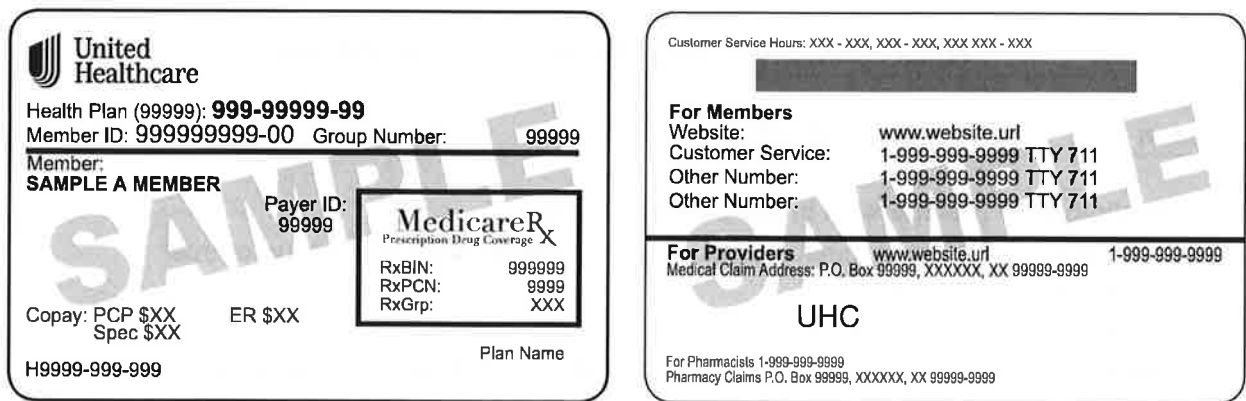 United
Healthcare
Health Plan (99999): 999-99999-99
Member ID: 999999999-00 Group Number: 99999
Member:
SAMPLE A MEMBER
Payer ID:
99999
MedicareRx
Prescription Drug Coverage
RxBIN: 999999
RxPCN: 9999
RxGrp: XXX
Copay: PCP $XX ER $XX
Spec $XX
Plan Name
H9999-999-999
SAMPLE
Customer Service Hours: XXX - XXX, XXX - XXX, XXX XXX - XXX
For Members
Website: www.website.url
Customer Service: 1-999-999-9999 TTY 711
Other Number: 1-999-999-9999 TTY 711
Other Number: 1-999-999-9999 TTY 711
For Providers www.website.url 1-999-999-9999
Medical Claim Address: P.O. Box 99999, XXXXXX, XX 99999-9999
UHC
For Pharmacists 1-999-999-9999
Pharmacy Claims P.O. Box 99999, XXXXXX, XX 99999-9999
SAMPLE